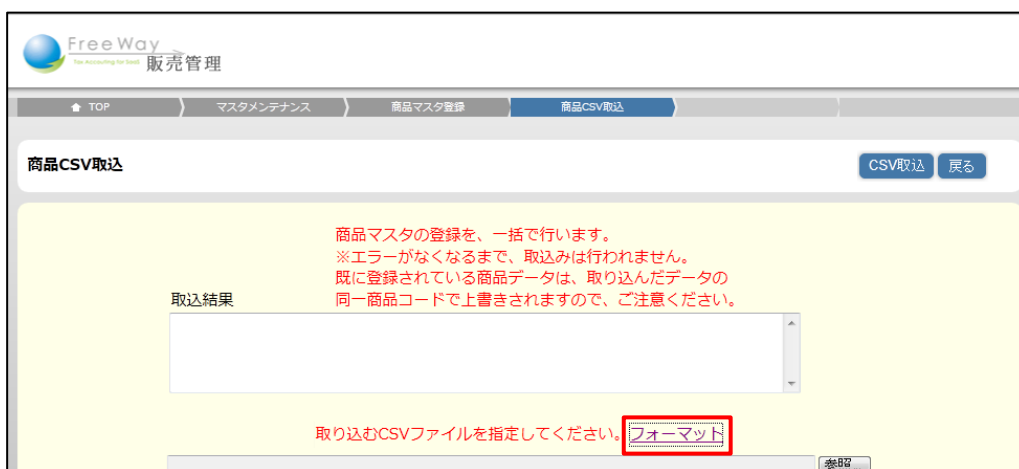 FreeWay
Tax Accounting for SaaS
販売管理
TOP
マスタメンテナンス
商品マスタ登録
商品CSV取込
商品CSV取込
CSV取込
戻る
商品マスタの登録を、一括で行います。
※エラーがなくなるまで、取込みは行われません。
既に登録されている商品データは、取り込んだデータの
取込結果
同一商品コードで上書きされますので、ご注意ください。
取り込むCSVファイルを指定してください。フォーマット
参照...